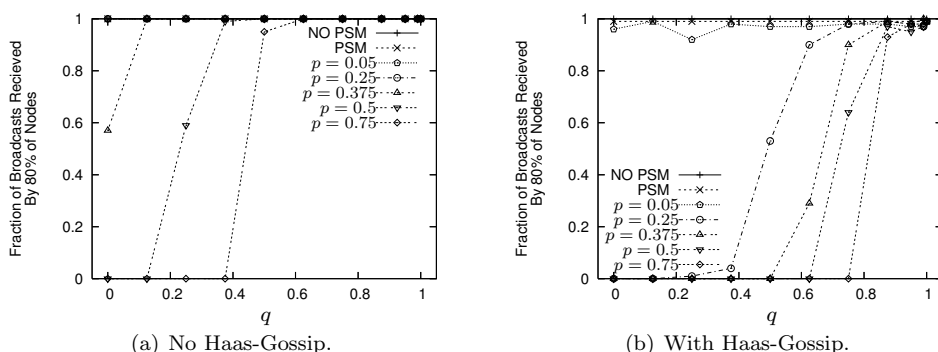 Fraction of Broadcasts Recieved
By 80% of Nodes
1
0.8
0.6
0.4
0.2
0
0 0.2 0.4 0.6 0.8 1
q
NO PSM
PSM
p = 0.05
p = 0.25
p = 0.375
p = 0.5
p = 0.75
(a) No Haas-Gossip.
Fraction of Broadcasts Recieved
By 80% of Nodes
1
0.8
0.6
0.4
0.2
0
0 0.2 0.4 0.6 0.8 1
q
NO PSM
PSM
p = 0.05
p = 0.25
p = 0.375
p = 0.5
p = 0.75
(b) With Haas-Gossip.